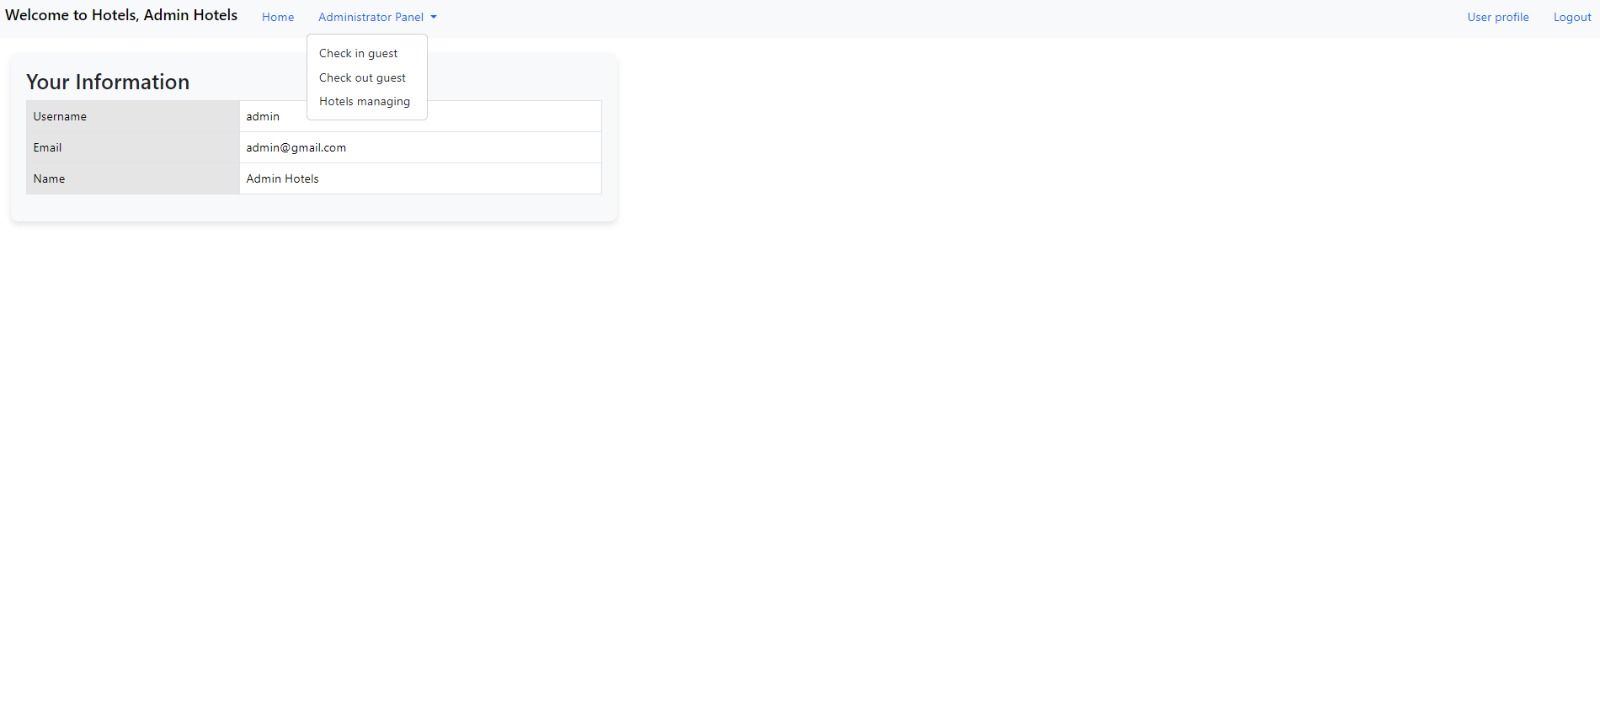 Welcome to Hotels, Admin Hotels Home Administrator Panel User profile Logout
Check in guest
Check out guest
Hotels managing
Your Information
Username admin
Email admin@gmail.com
Name Admin Hotels